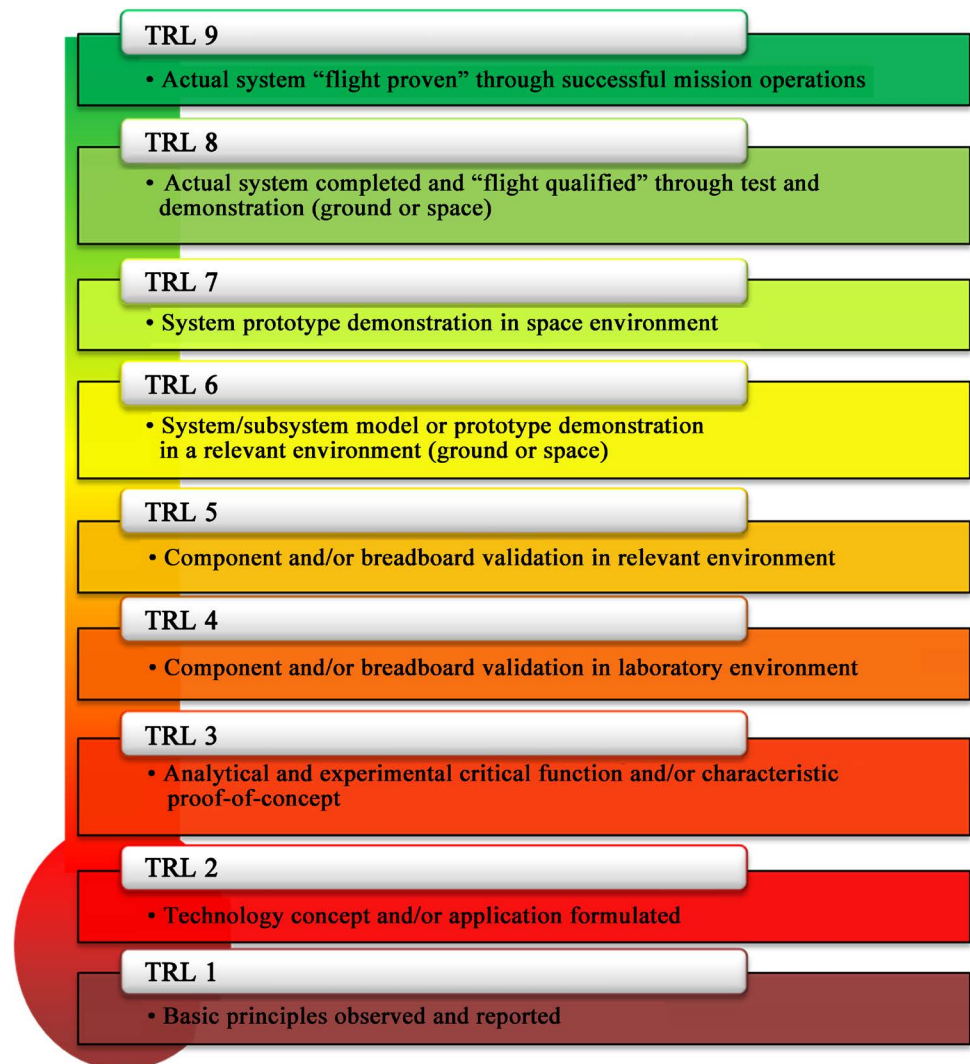 TRL 9
• Actual system “flight proven” through successful mission operations
TRL 8
• Actual system completed and “flight qualified” through test and
demonstration (ground or space)
TRL 7
• System prototype demonstration in space environment
TRL 6
• System/subsystem model or prototype demonstration
in a relevant environment (ground or space)
TRL 5
• Component and/or breadboard validation in relevant environment
TRL 4
• Component and/or breadboard validation in laboratory environment
TRL 3
• Analytical and experimental critical function and/or characteristic
proof-of-concept
TRL 2
• Technology concept and/or application formulated
TRL 1
• Basic principles observed and reported